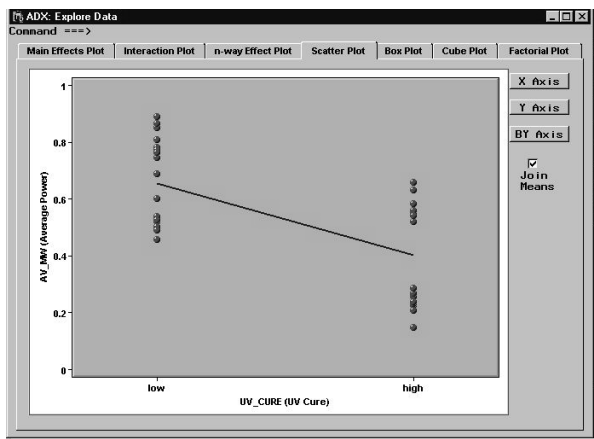 ADX: Explore Data
Command ===>
Main Effects Plot Interaction Plot n-way Effect Plot Scatter Plot Box Plot Cube Plot Factorial Plot
X Axis
Y Axis
BY Axis
Join
Means
1
0.8
0.6
0.4
0.2
0
AV_MW (Average Power)
low high
UV_CURE (UV Cure)